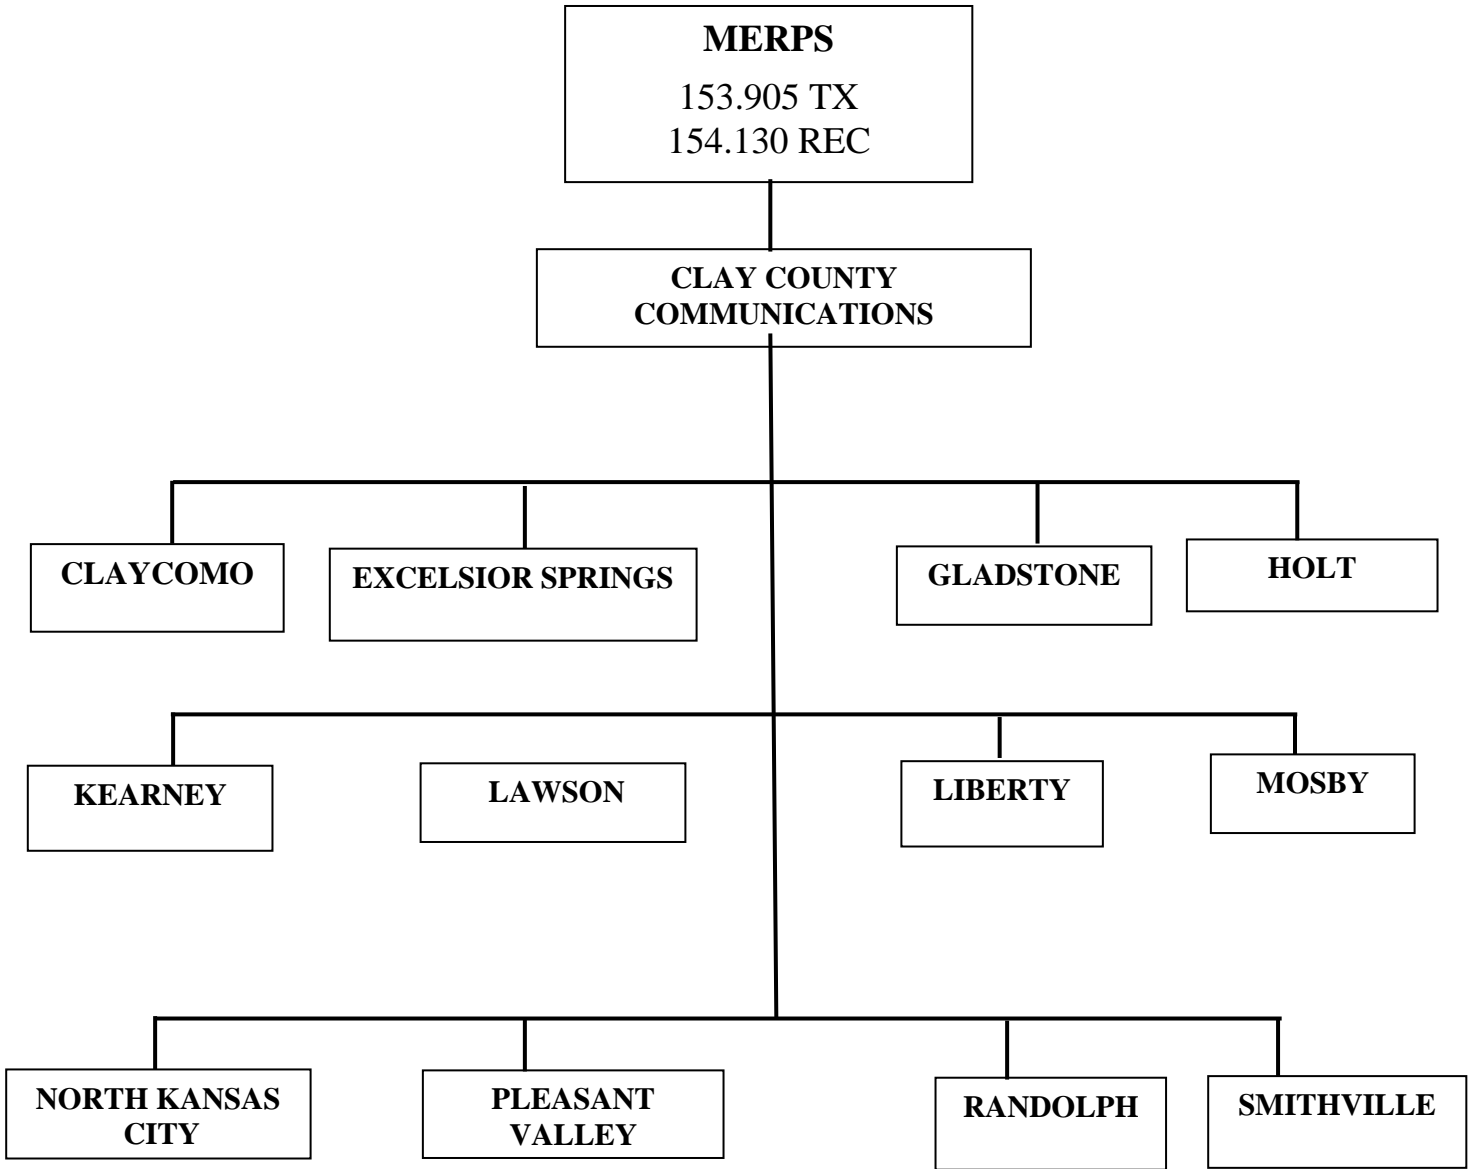 MERPS
153.905 TX
154.130 REC
CLAY COUNTY
COMMUNICATIONS
CLAYCOMO
EXCELSIOR SPRINGS
GLADSTONE
HOLT
KEARNEY
LAWSON
LIBERTY
MOSBY
NORTH KANSAS
CITY
PLEASANT
VALLEY
RANDOLPH
SMITHVILLE